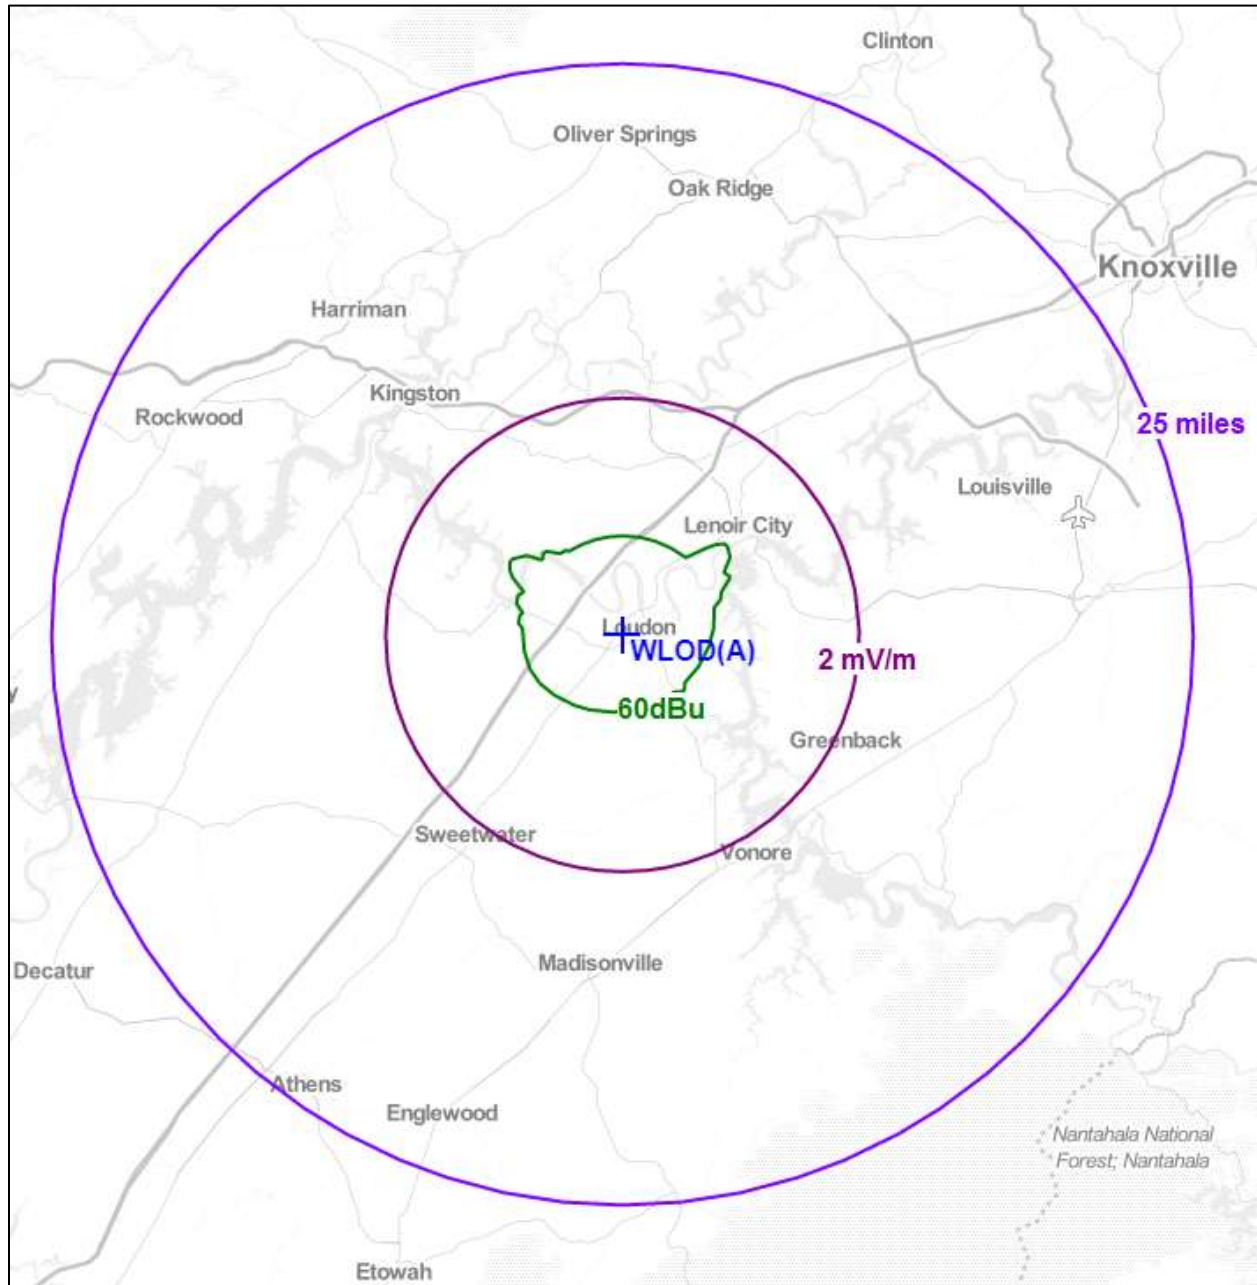 Clinton
Oliver Springs
Oak Ridge
Knoxville
Harriman
Kingston
Rockwood
25 miles
Louisville
Lenoir City
Loudon
WLOD(A)
2 mV/m
y
60dBu
Greenback
Sweetwater
Vonore
Decatur
Madisonville
Athens
Englewood
Nantahala National
Forest; Nantahala
Etowah